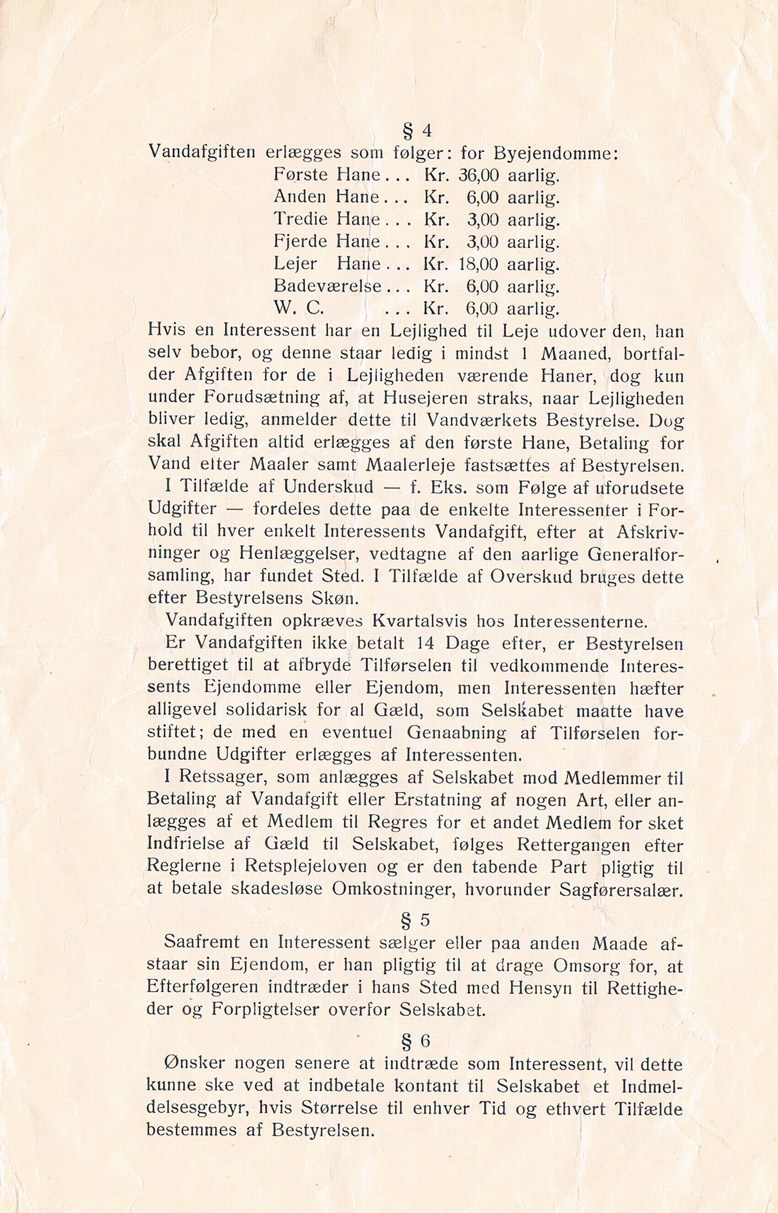 § 4
Vandafgiften erlægges som følger: for Byejendomme:
Første Hane... Kr. 36,00 aarlig.
Anden Hane... Kr. 6,00 aarlig.
Tredie Hane... Kr. 3,00 aarlig.
Fjerde Hane... Kr. 3,00 aarlig.
Lejer Hane... Kr. 18,00 aarlig.
Badeværelse... Kr. 6,00 aarlig.
W. C. ... Kr. 6,00 aarlig.
Hvis en Interessent har en Lejlighed til Leje udover den, han
selv bebor, og denne staar ledig i mindst 1 Maaned, bortfal-
der Afgiften for de i Lejligheden værende Haner, dog kun
under Forudsætning af, at Husejeren straks, naar Lejligheden
bliver ledig, anmelder dette til Vandværkets Bestyrelse. Dog
skal Afgiften altid erlægges af den første Hane, Betaling for
Vand efter Maaler samt Maalerleje fastsættes af Bestyrelsen.
I Tilfælde af Underskud — f. Eks. som Følge af uforudsete
Udgifter — fordeles dette paa de enkelte Interessenter i For-
hold til hver enkelt Interessents Vandafgift, efter at Afskriv-
ninger og Henlæggelser, vedtagne af den aarlige Generalfor-
samling, har fundet Sted. I Tilfælde af Overskud bruges dette
efter Bestyrelsens Skøn.
Vandafgiften opkræves Kvartalsvis hos Interessenterne.
Er Vandafgiften ikke betalt 14 Dage efter, er Bestyrelsen
berettiget til at afbryde Tilførselen til vedkommende Interes-
sents Ejendomme eller Ejendom, men Interessenten hæfter
alligevel solidarisk for al Gæld, som Selskabet maatte have
stiftet; de med en eventuel Genaabning af Tilførselen for-
bundne Udgifter erlægges af Interessenten.
I Retssager, som anlægges af Selskabet mod Medlemmer til
Betaling af Vandafgift eller Erstatning af nogen Art, eller an-
lægges af et Medlem til Regres for et andet Medlem for sket
Indfrielse af Gæld til Selskabet, følges Rettergangen efter
Reglerne i Retsplejeloven og er den tabende Part pligtig til
at betale skadesløse Omkostninger, hvorunder Sagførersalær.
§ 5
Saafremt en Interessent sælger eller paa anden Maade af-
staar sin Ejendom, er han pligtig til at drage Omsorg for, at
Efterfølgeren indtræder i hans Sted med Hensyn til Rettighe-
der og Forpligtelser overfor Selskabet.
§ 6
Ønsker nogen senere at indtræde som Interessent, vil dette
kunne ske ved at indbetale kontant til Selskabet et Indmel-
delsesgebyr, hvis Størrelse til enhver Tid og ethvert Tilfælde
bestemmes af Bestyrelsen.